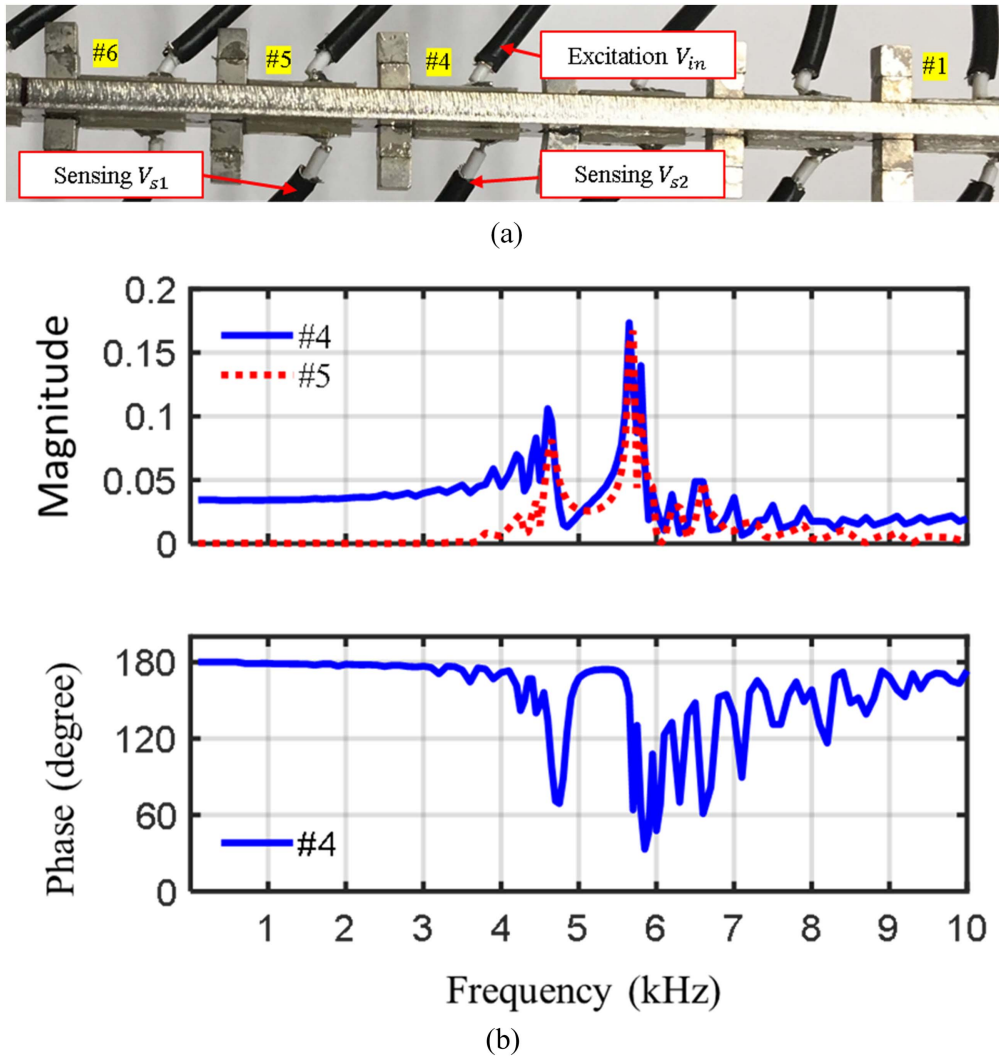 #6
#5
#4
Excitation V_in
#1
Sensing V_s1
Sensing V_s2
(a)
0.2
0.15
0.1
0.05
0
Magnitude
#4
#5
180
120
60
0
Phase (degree)
#4
1 2 3 4 5 6 7 8 9 10
Frequency (kHz)
(b)